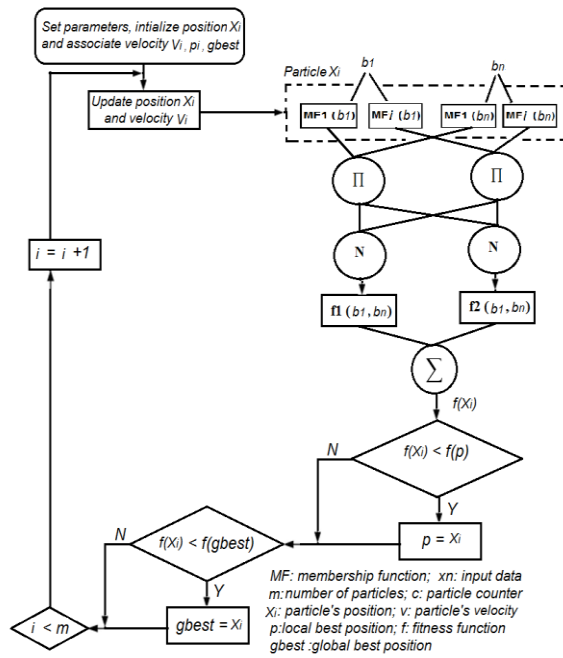 Set parameters, intialize position Xi
and associate velocity Vi, pi, gbest
Update position Xi
and velocity Vi
Particle Xi
b1
bn
MF1 (b1)
MFi (b1)
MF1 (bn)
MFi (bn)
Π
Π
N
N
i = i +1
f1 (b1,bn)
f2 (b1,bn)
∑
f(Xi)
f(Xi) < f(p)
N
Y
p = Xi
f(Xi) < f(gbest)
N
Y
gbest = Xi
i < m
MF: membership function; xn: input data
m: number of particles; c: particle counter
Xi: particle's position; v: particle's velocity
p:local best position; f: fitness function
gbest :global best position